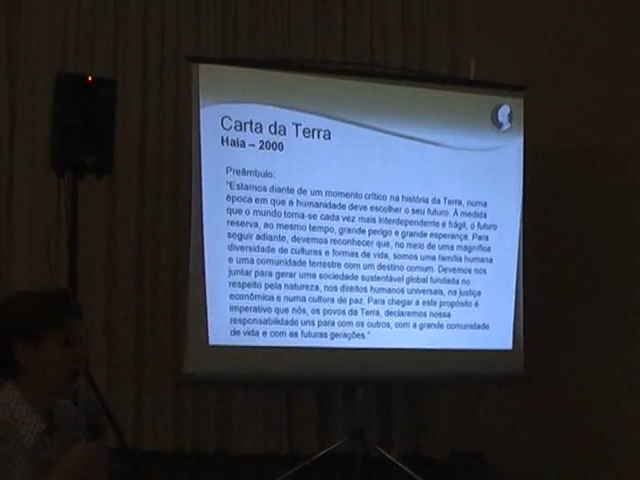 Carta da Terra
Haia – 2000
Preâmbulo:
"Estamos diante de um momento crítico na história da Terra, numa
época em que a humanidade deve escolher o seu futuro. À medida
que o mundo torna-se cada vez mais interdependente e frágil, o futuro
reserva, ao mesmo tempo, grande perigo e grande esperança. Para
seguir adiante, devemos reconhecer que, no meio de uma magnífica
diversidade de culturas e formas de vida, somos uma família humana
e uma comunidade terrestre com um destino comum. Devemos nos
juntar para gerar uma sociedade sustentável global fundada no
respeito pela natureza, nos direitos humanos universais, na justiça
econômica e numa cultura de paz. Para chegar a este propósito é
imperativo que nós, os povos da Terra, declaremos nossa
responsabilidade uns para com os outros, com a grande comunidade
de vida e com as futuras gerações."